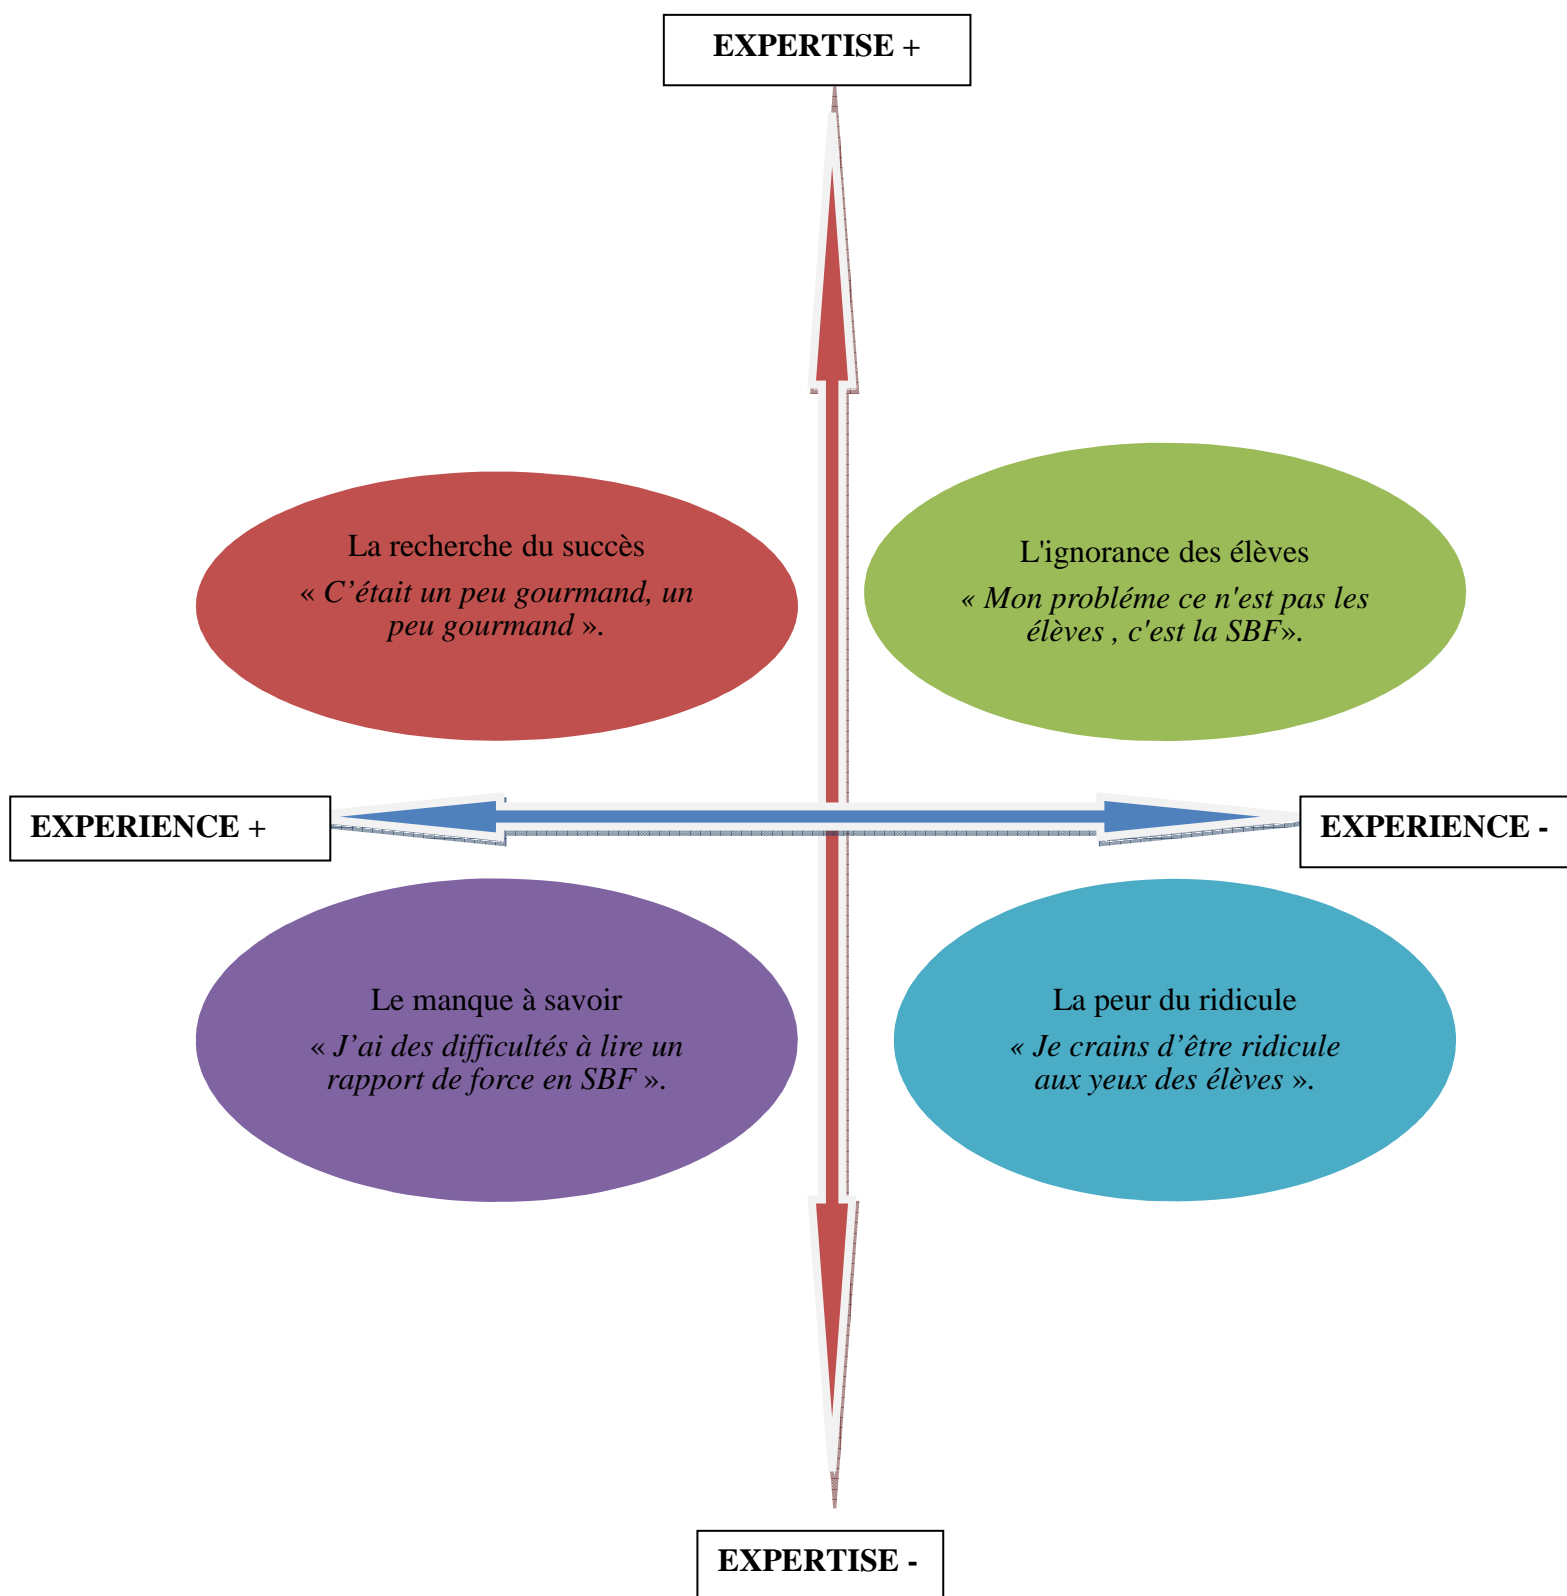 EXPERTISE +
La recherche du succès
« C’était un peu gourmand, un
peu gourmand ».
L'ignorance des élèves
« Mon probléme ce n'est pas les
élèves , c'est la SBF».
EXPERIENCE +
EXPERIENCE -
Le manque à savoir
« J’ai des difficultés à lire un
rapport de force en SBF ».
La peur du ridicule
« Je crains d’être ridicule
aux yeux des élèves ».
EXPERTISE -